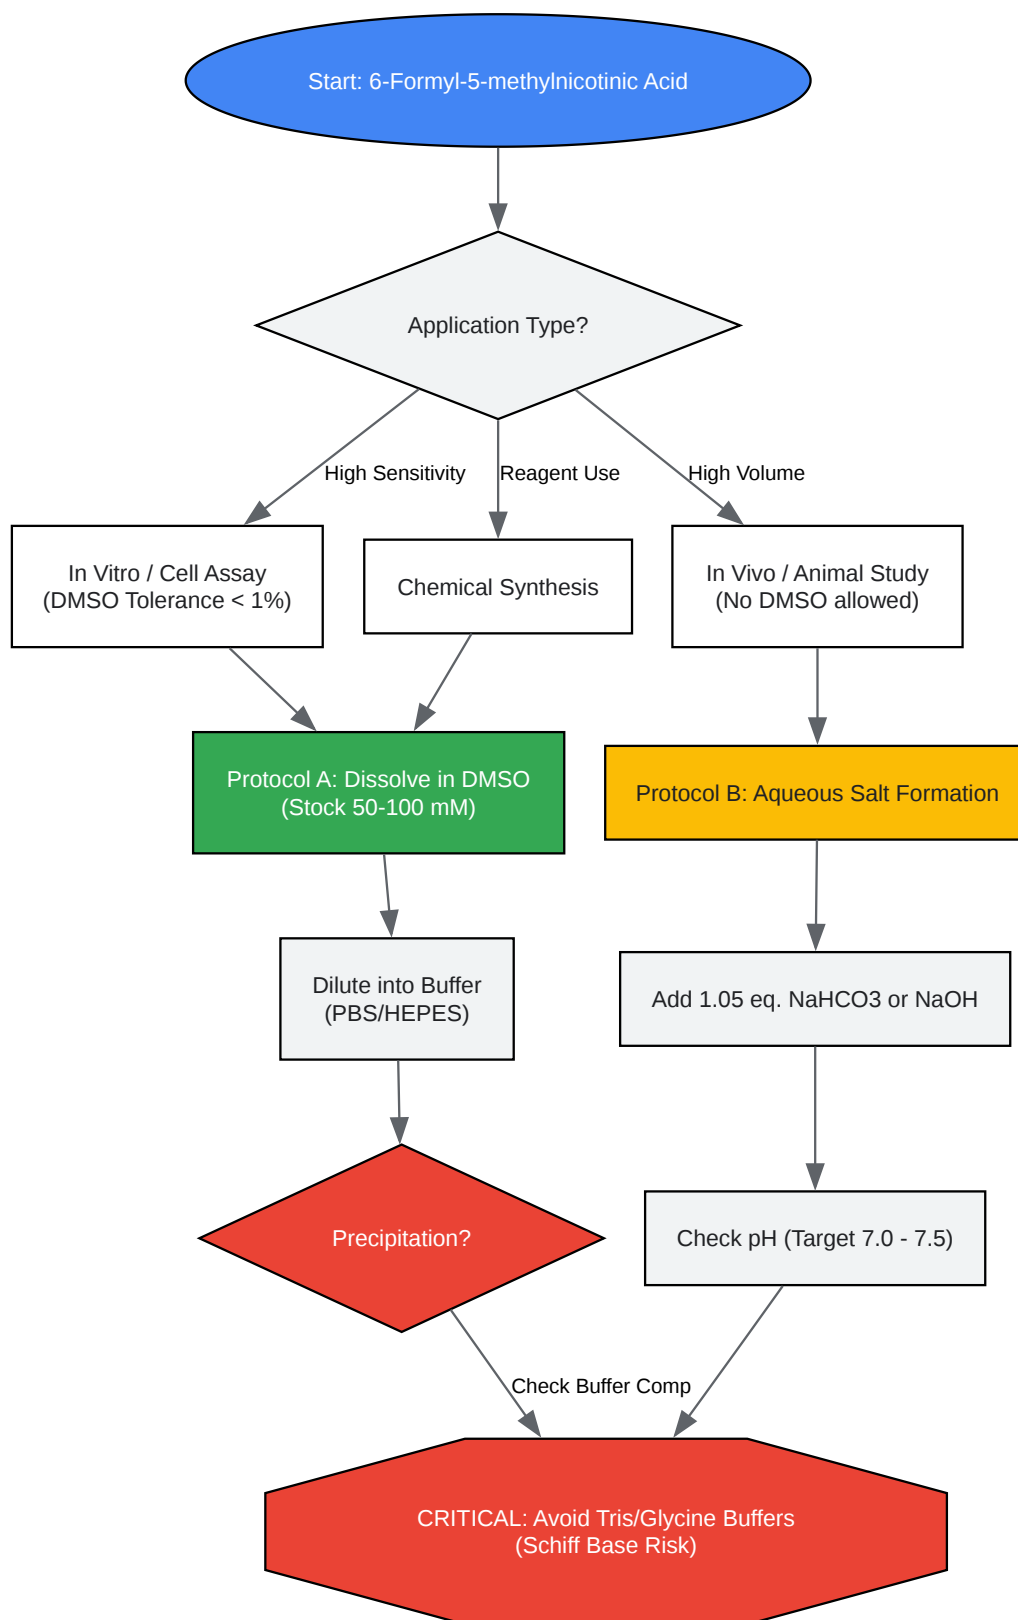 Start: 6-Formyl-5-methylnicotinic Acid
Application Type?
High Sensitivity
Reagent Use
High Volume
In Vitro / Cell Assay
(DMSO Tolerance < 1%)
Chemical Synthesis
In Vivo / Animal Study
(No DMSO allowed)
Protocol A: Dissolve in DMSO
(Stock 50-100 mM)
Protocol B: Aqueous Salt Formation
Dilute into Buffer
(PBS/HEPES)
Add 1.05 eq. NaHCO3 or NaOH
Precipitation?
Check pH (Target 7.0 - 7.5)
Check Buffer Comp
CRITICAL: Avoid Tris/Glycine Buffers
(Schiff Base Risk)